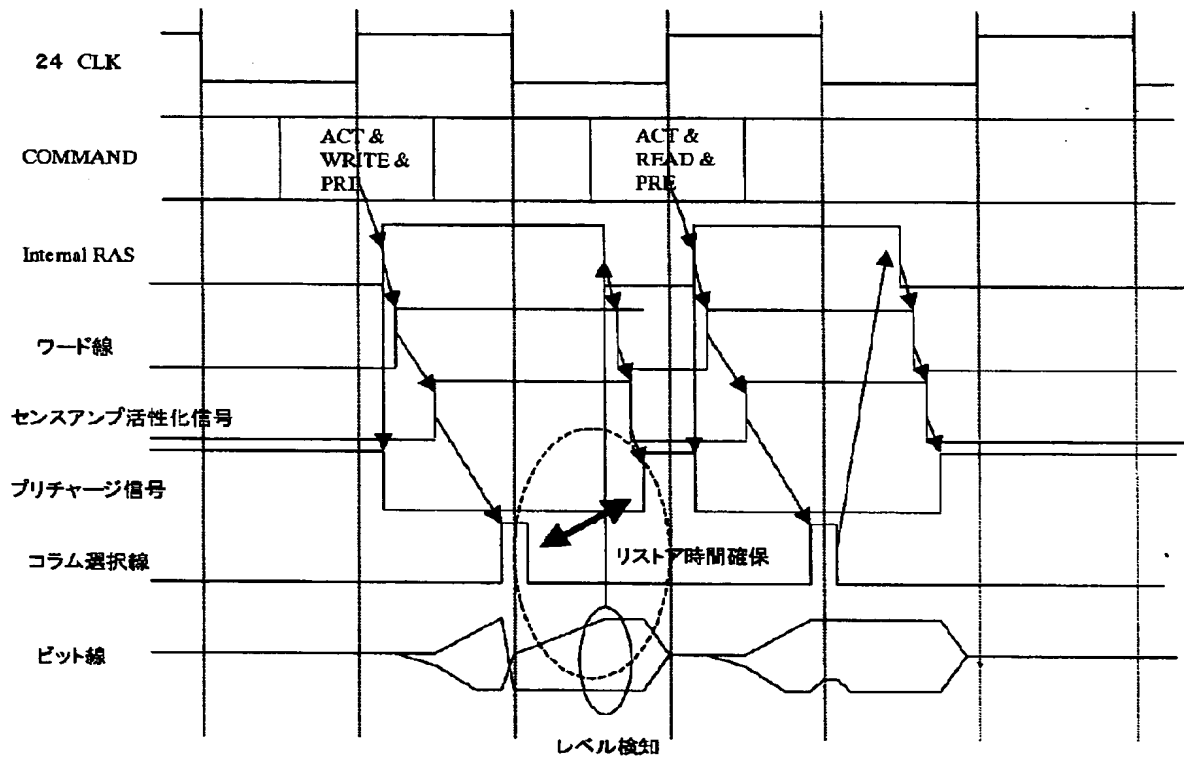 24 CLK
COMMAND
ACT &
WRITE &
PRE
ACT &
READ &
PRE
Internal RAS
ワード線
センスアンプ活性化信号
プリチャージ信号
コラム選択線
リストア時間確保
ビット線
レベル検知